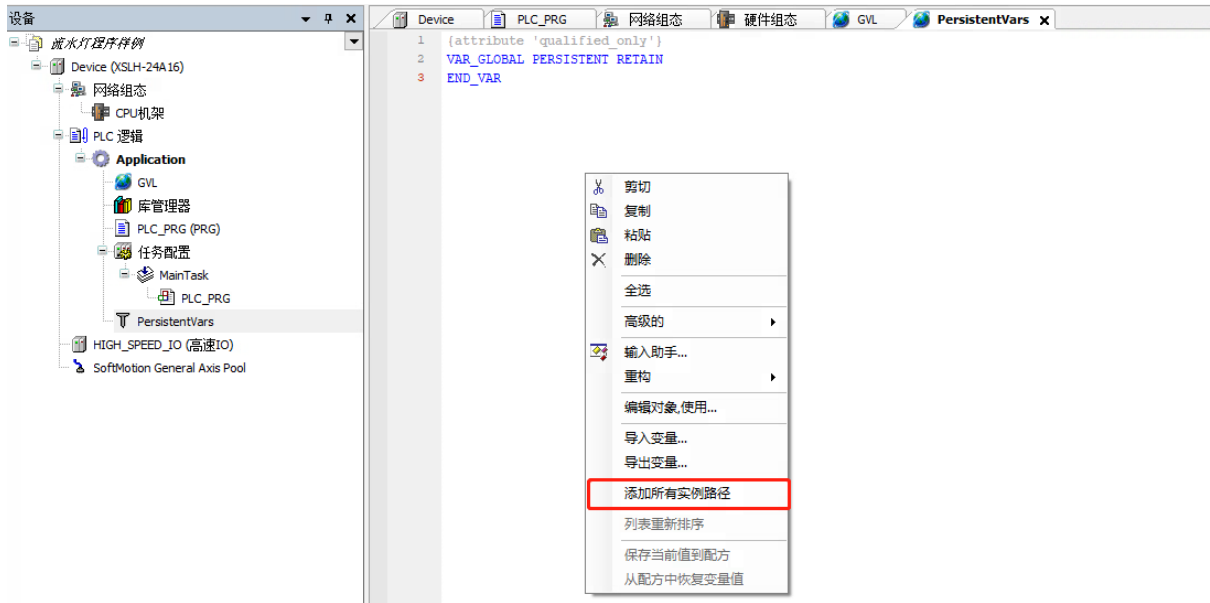 设备
流水灯程序样例
Device (XSLH-24A16)
网络组态
CPU机架
PLC 逻辑
Application
GVL
库管理器
PLC_PRG (PRG)
任务配置
MainTask
PLC_PRG
PersistentVars
HIGH_SPEED_IO (高速IO)
SoftMotion General Axis Pool
Device PLC_PRG 网络组态 硬件组态 GVL PersistentVars
1 {attribute 'qualified_only'}
2 VAR_GLOBAL PERSISTENT RETAIN
3 END_VAR
剪切
复制
粘贴
删除
全选
高级的
输入助手...
重构
编辑对象,使用...
导入变量...
导出变量...
添加所有实例路径
列表重新排序
保存当前值到配方
从配方中恢复变量值